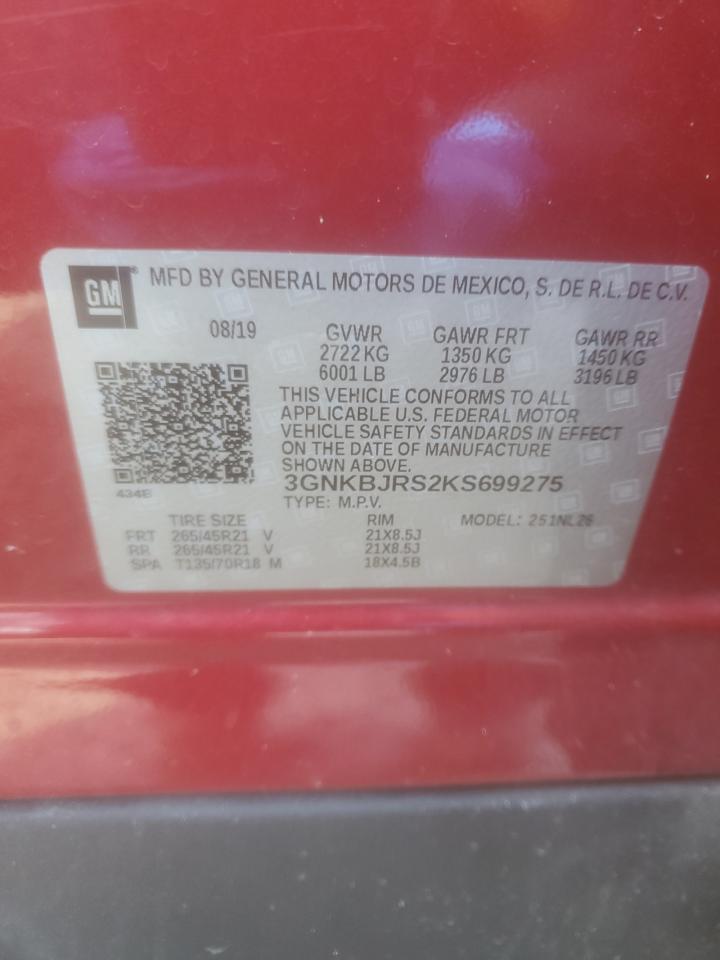 GM
MFD BY GENERAL MOTORS DE MEXICO, S. DE R.L. DE C.V.
08/19 GVWR GAWR FRT GAWR RR
2722 KG 1350 KG 1450 KG
6001 LB 2976 LB 3196 LB
THIS VEHICLE CONFORMS TO ALL
APPLICABLE U.S. FEDERAL MOTOR
VEHICLE SAFETY STANDARDS IN EFFECT
ON THE DATE OF MANUFACTURE
SHOWN ABOVE.
434B 3GNKBJRS2KS699275
TYPE: M.P.V.
TIRE SIZE RIM MODEL: 251NL26
FRT 265/45R21 V 21X8.5J
RR 265/45R21 V 21X8.5J
SPA T135/70R18 M 18X4.5B